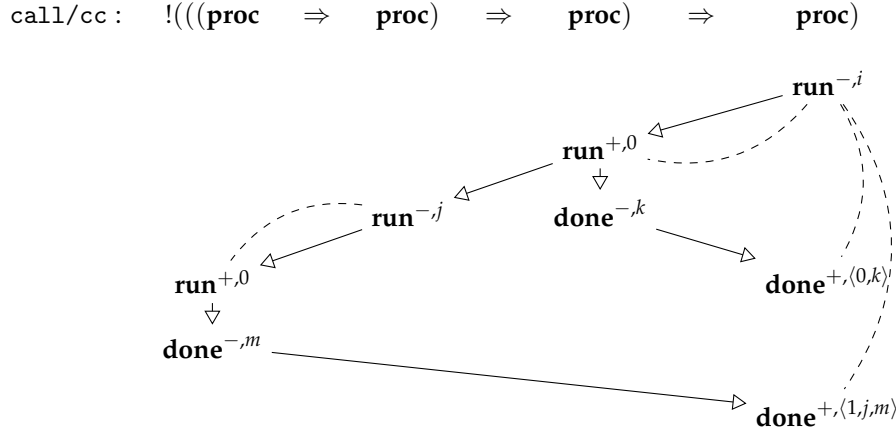 call/cc : !(((proc ⇒ proc) ⇒ proc) ⇒ proc)
run⁻,ⁱ
run⁺,⁰
run⁻,ʲ done⁻,ᵏ
run⁺,⁰ done⁺,⟨⁰,ᵏ⟩
done⁻,ᵐ
done⁺,⟨¹,ʲ,ᵐ⟩